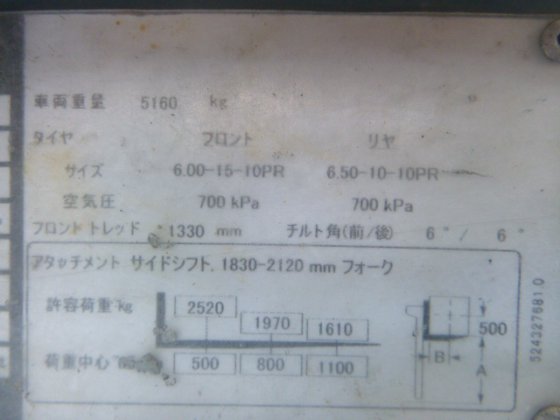 車両重量 5160 kg
タイヤ フロント リヤ
サイズ 6.00-15-10PR 6.50-10-10PR
空気圧 700 kPa 700 kPa
フロントトレッド 1330 mm チルト角(前/後) 6° / 6°
アタッチメント サイドシフト, 1830-2120 mm フォーク
許容荷重 kg 2520 1970 1610
荷重中心 500 800 1100
500
B A
524327681.0